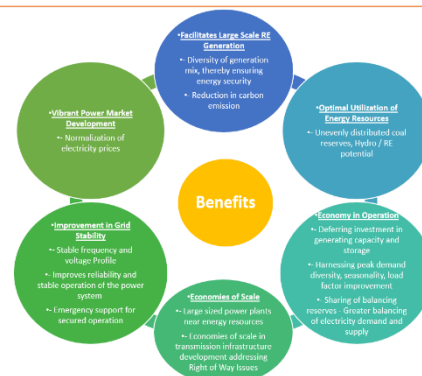 •Facilitates Large Scale RE
Generation
•- Diversity of generation
mix, thereby ensuring
energy security
•- Reduction in carbon
emission
•Optimal Utilization of
Energy Resources
•- Unevenly distributed coal
reserves, Hydro / RE
potential
•Economy in Operation
•- Deferring investment in
generating capacity and
storage
•- Harnessing peak demand
diversity, seasonality, load
factor improvement
•- Sharing of balancing
reserves - Greater balancing
of electricity demand and
supply
•Economies of Scale
•- Large sized power plants
near energy resources
•- Economies of scale in
transmission infrastructure
development addressing
Right of Way Issues
•Improvement in Grid
Stability
•- Stable frequency and
voltage Profile
•- Improves reliability and
stable operation of the power
system
•- Emergency support for
secured operation
•Vibrant Power Market
Development
•- Normalization of
electricity prices
Benefits